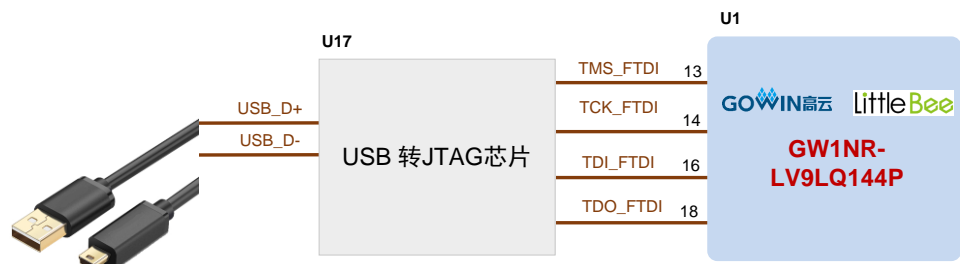 U1
U17
TMS_FTDI 13
USB_D+
TCK_FTDI 14
GOWIN高云 LittleBee
USB_D-
USB 转JTAG芯片
GW1NR-
LV9LQ144P
TDI_FTDI 16
TDO_FTDI 18